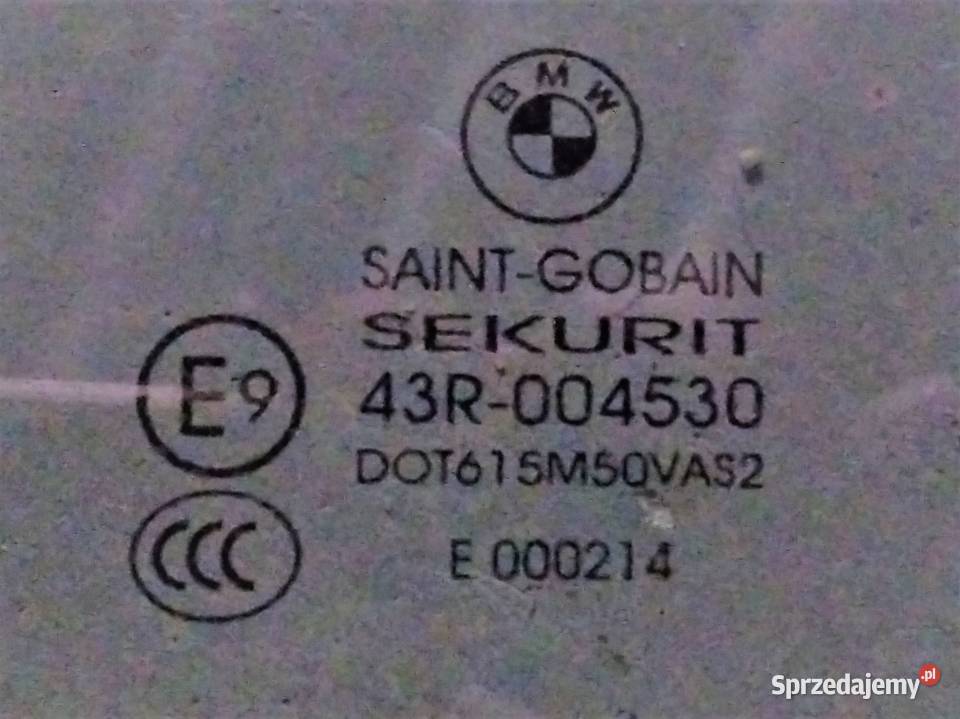 BMW
SAINT-GOBAIN
SEKURIT
E9 43R-004530
DOT615M50VAS2
CCC E 000214
Sprzedajemy.pl